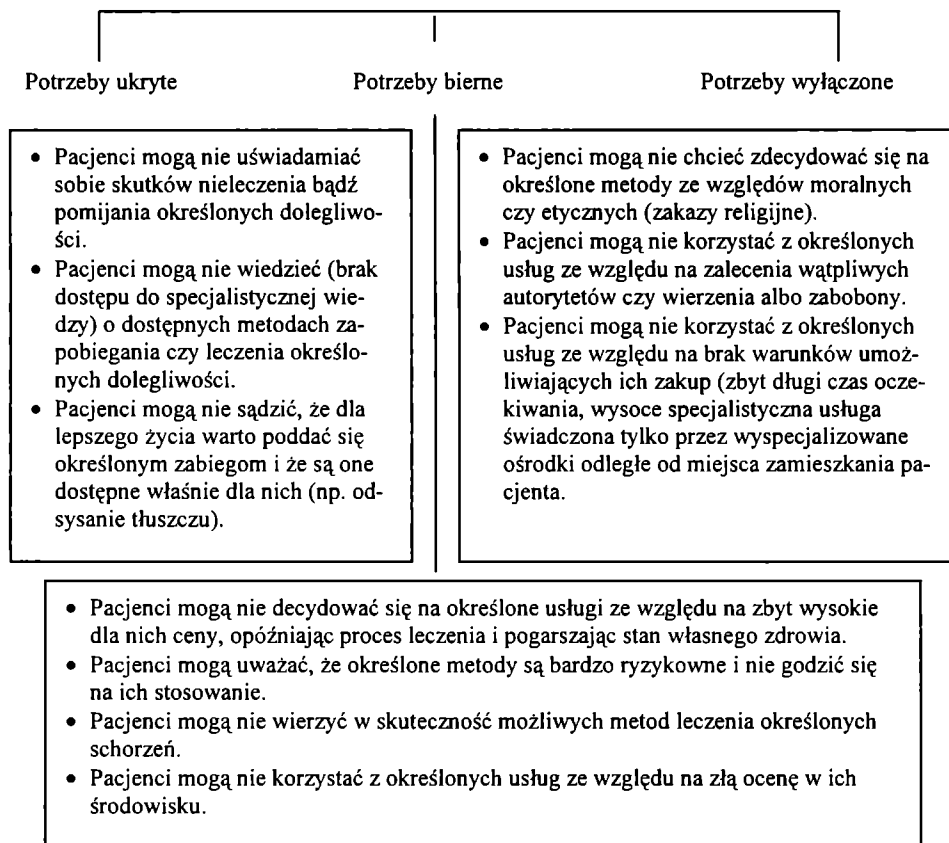 Potrzeby ukryte
Potrzeby bierne
Potrzeby wyłączone
• Pacjenci mogą nie uświadamiać
sobie skutków nieleczenia bądź
pomijania określonych dolegliwo-
ści.
• Pacjenci mogą nie wiedzieć (brak
dostępu do specjalistycznej wie-
dzy) o dostępnych metodach za-
pobiegania czy leczenia określo-
nych dolegliwości.
• Pacjenci mogą nie sądzić, że dla
lepszego życia warto poddać się
określonym zabiegom i że są one
dostępne właśnie dla nich (np. od-
sysanie tłuszczu).
• Pacjenci mogą nie chcieć zdecydować się na
określone metody ze względów moralnych
czy etycznych (zakazy religijne).
• Pacjenci mogą nie korzystać z określonych
usług ze względu na zalecenia wątpliwych
autorytetów czy wierzenia albo zabobony.
• Pacjenci mogą nie korzystać z określonych
usług ze względu na brak warunków umoż-
liwiających ich zakup (zbyt długi czas ocze-
kiwania, wysoce specjalistyczna usługa
świadczona tylko przez wyspecjalizowane
ośrodki odległe od miejsca zamieszkania pa-
cjenta.
• Pacjenci mogą nie decydować się na określone usługi ze względu na zbyt wysokie
dla nich ceny, opóźniając proces leczenia i pogarszając stan własnego zdrowia.
• Pacjenci mogą uważać, że określone metody są bardzo ryzykowne i nie godzić się
na ich stosowanie.
• Pacjenci mogą nie wierzyć w skuteczność możliwych metod leczenia określonych
schorzeń.
• Pacjenci mogą nie korzystać z określonych usług ze względu na złą ocenę w ich
środowisku.